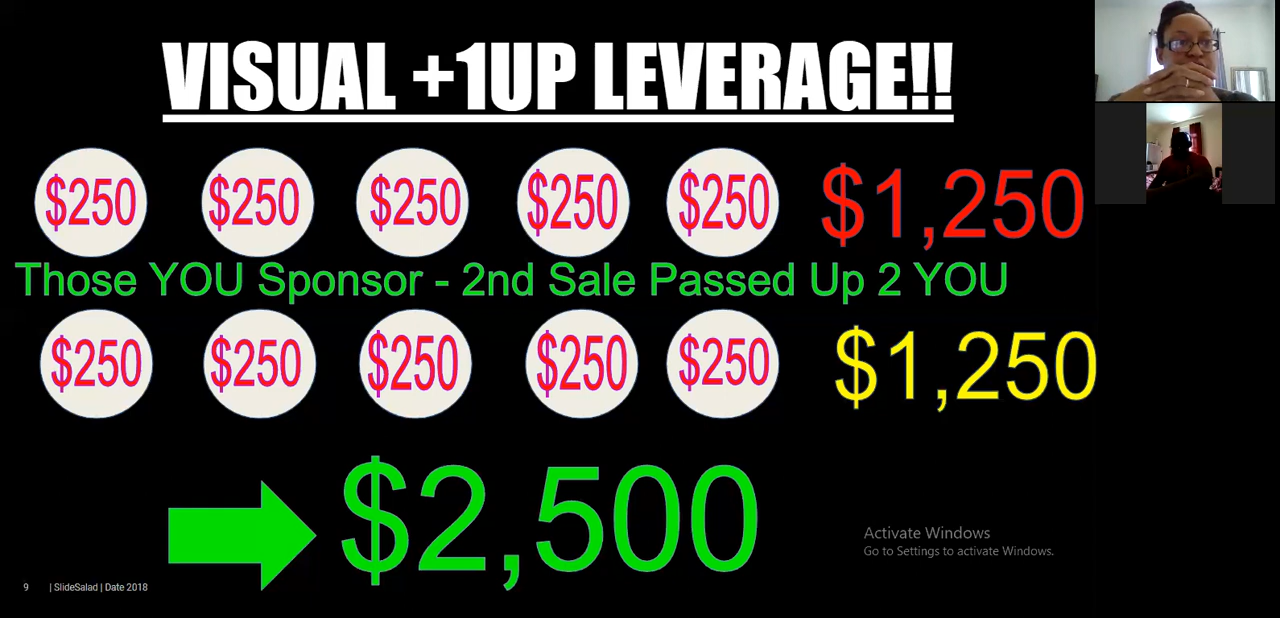 VISUAL +1UP LEVERAGE!!
$250 $250 $250 $250 $250 $1,250
Those YOU Sponsor - 2nd Sale Passed Up 2 YOU
$250 $250 $250 $250 $250 $1,250
$2,500
Activate Windows
Go to Settings to activate Windows.
9 | SlideSalad | Date 2018